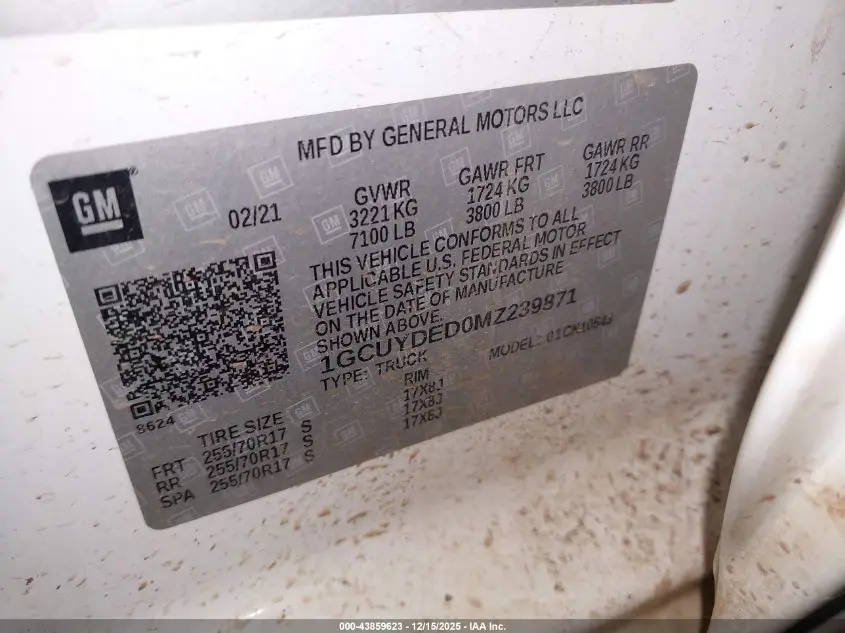 MFD BY GENERAL MOTORS LLC
GM
02/21
GVWR GAWR FRT GAWR RR
3221 KG 1724 KG 1724 KG
7100 LB 3800 LB 3800 LB
THIS VEHICLE CONFORMS TO ALL
APPLICABLE U.S. FEDERAL MOTOR
VEHICLE SAFETY STANDARDS IN EFFECT
ON THE DATE OF MANUFACTURE
SHOWN ABOVE.
1GCUYDED0MZ239871
TYPE: TRUCK MODEL:
8624
TIRE SIZE RIM
FRT 255/70R17 S 17X8J
RR 255/70R17 S 17X8J
SPA 255/70R17 S 17X8J
000-43859623 - 12/15/2025 - IAA Inc.